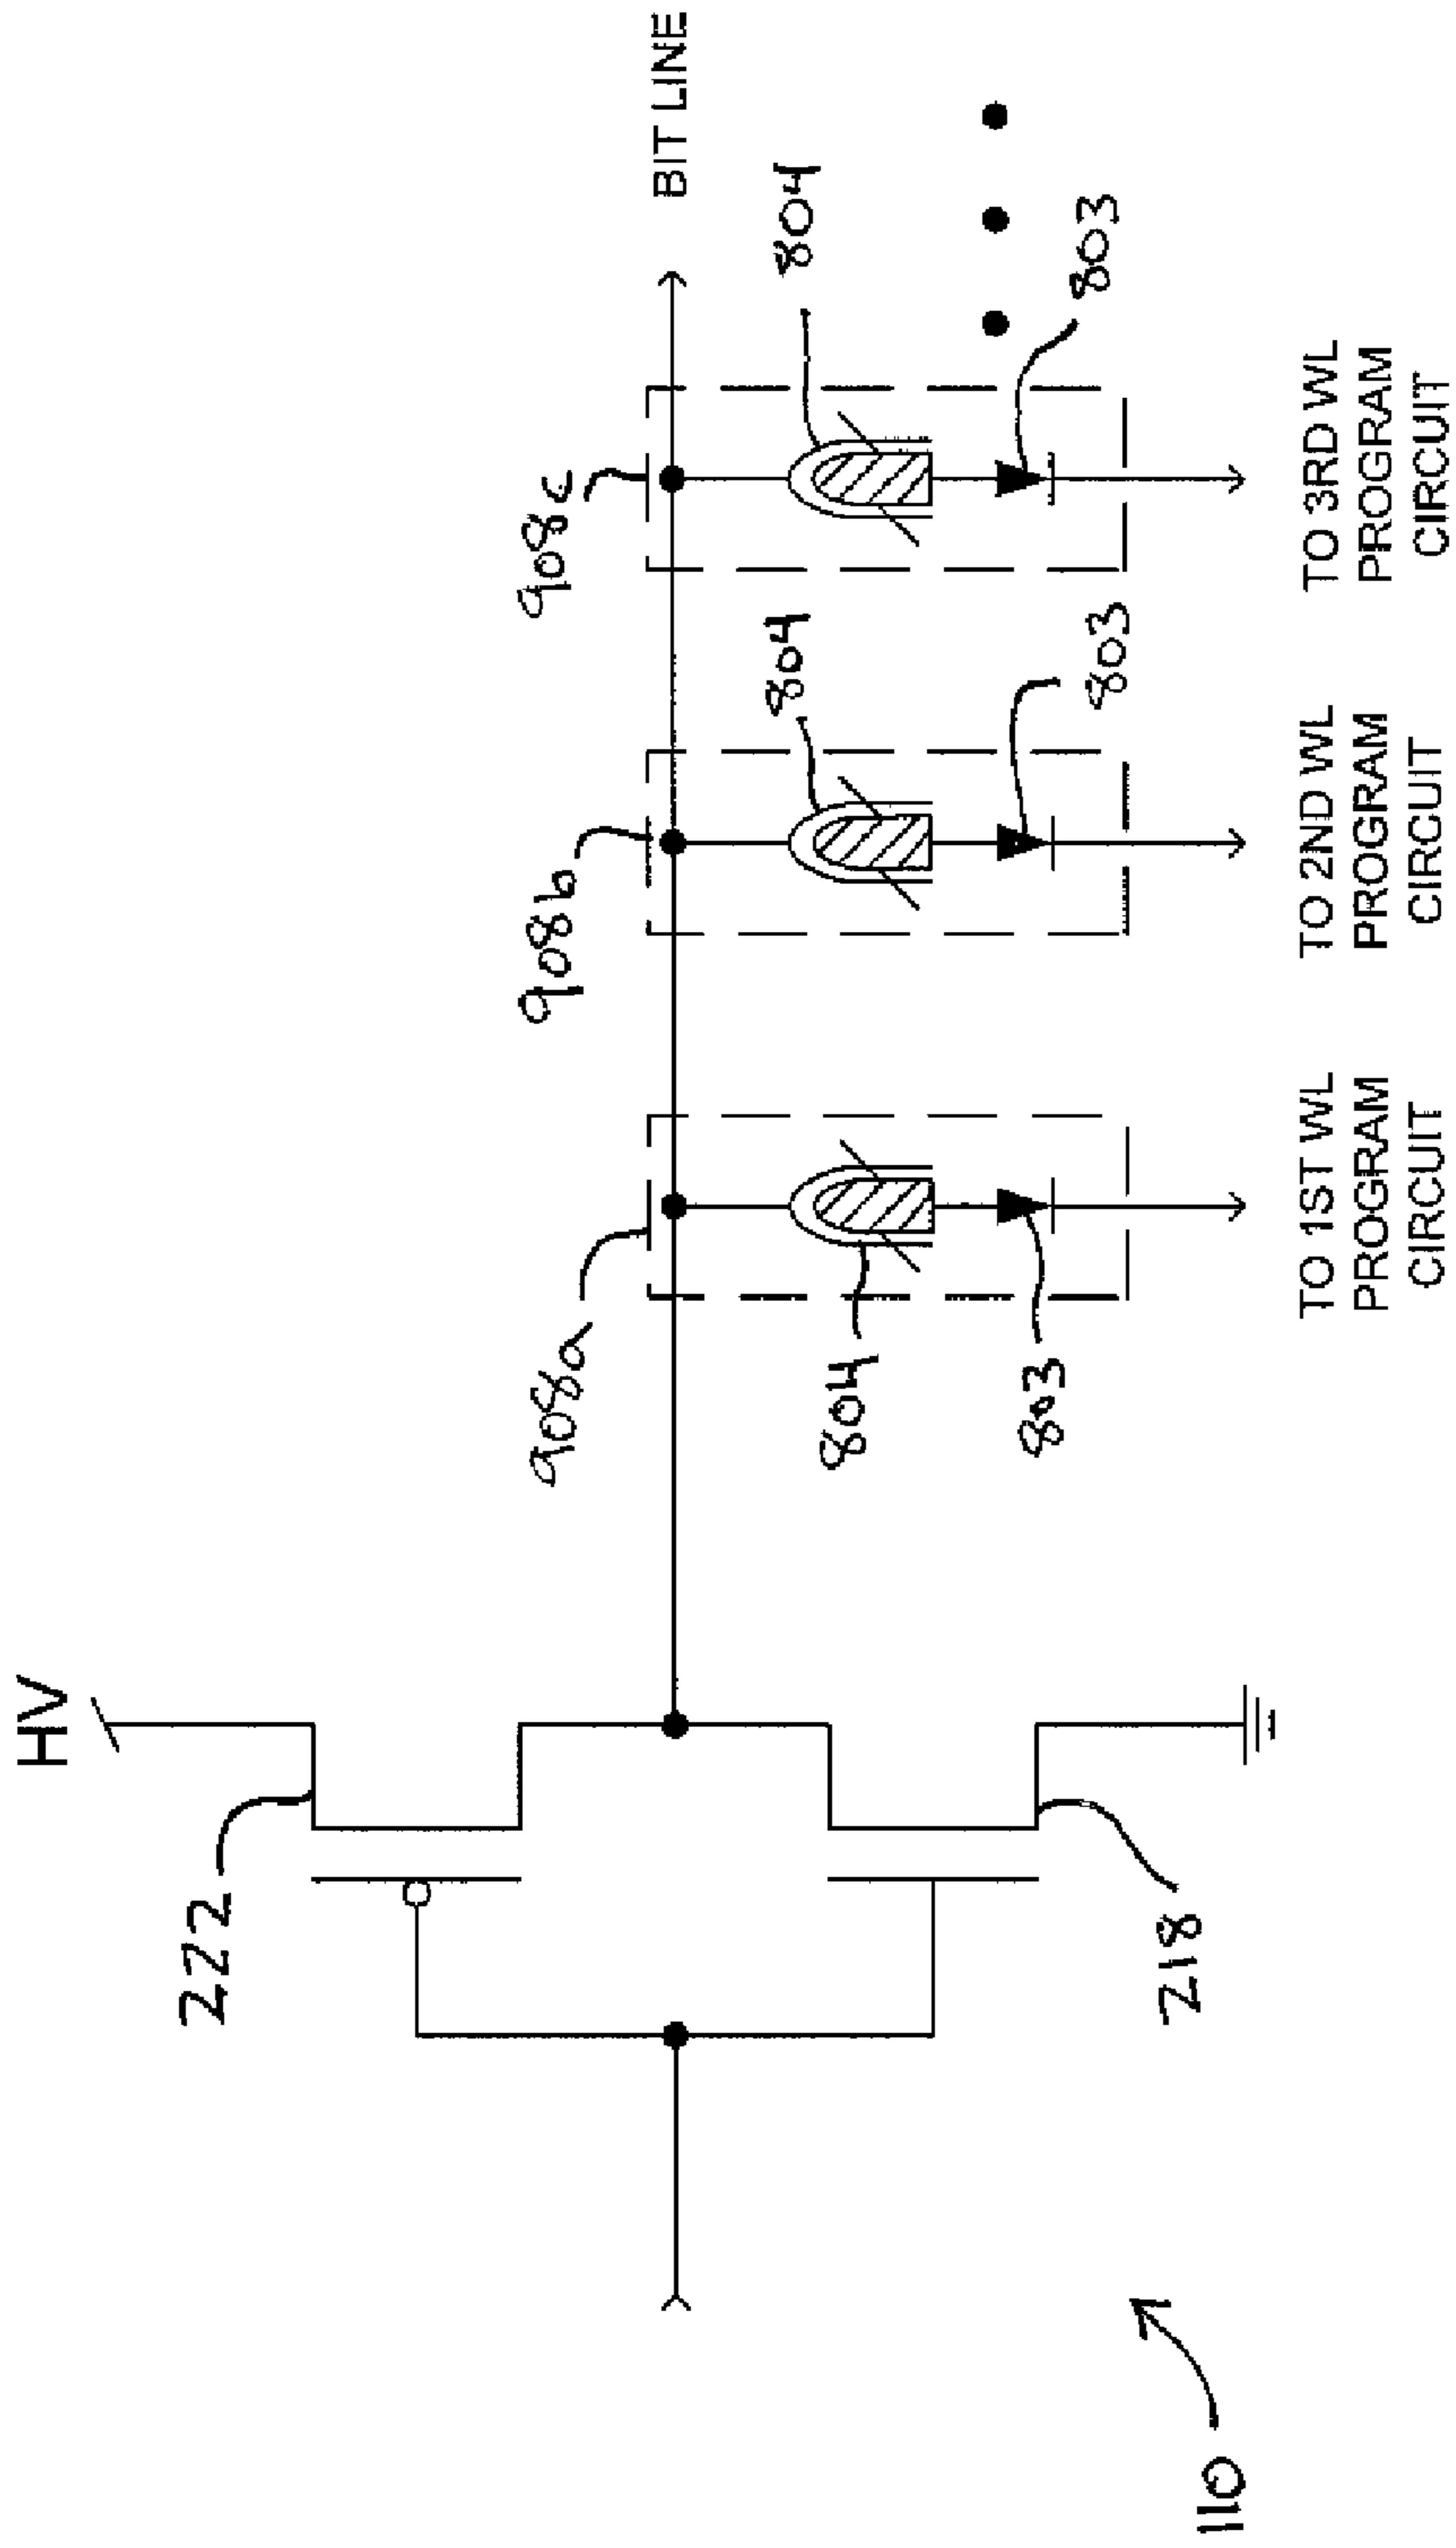 HV
222
218
110
BIT LINE
908a
908b
908c
804
803
804
803
804
803
TO 1ST WL
PROGRAM
CIRCUIT
TO 2ND WL
PROGRAM
CIRCUIT
TO 3RD WL
PROGRAM
CIRCUIT